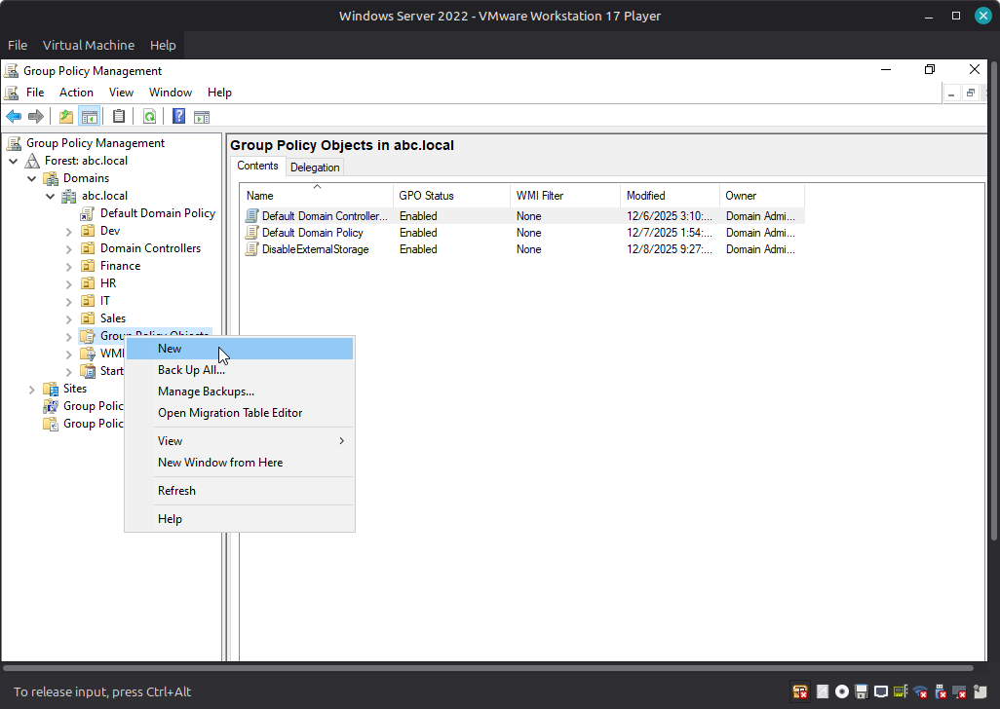 Windows Server 2022 - VMware Workstation 17 Player
File Virtual Machine Help
Group Policy Management
File Action View Window Help
Group Policy Management
Forest: abc.local
Domains
abc.local
Default Domain Policy
Dev
Domain Controllers
Finance
HR
IT
Sales
Group Policy Objects
WMI
Start
Sites
Group Polic
Group Polic
New
Back Up All...
Manage Backups...
Open Migration Table Editor
View
New Window from Here
Refresh
Help
Group Policy Objects in abc.local
Contents Delegation
Name GPO Status WMI Filter Modified Owner
Default Domain Controller... Enabled None 12/6/2025 3:10:... Domain Admi...
Default Domain Policy Enabled None 12/7/2025 1:54:... Domain Admi...
DisableExternalStorage Enabled None 12/8/2025 9:27:... Domain Admi...
To release input, press Ctrl+Alt